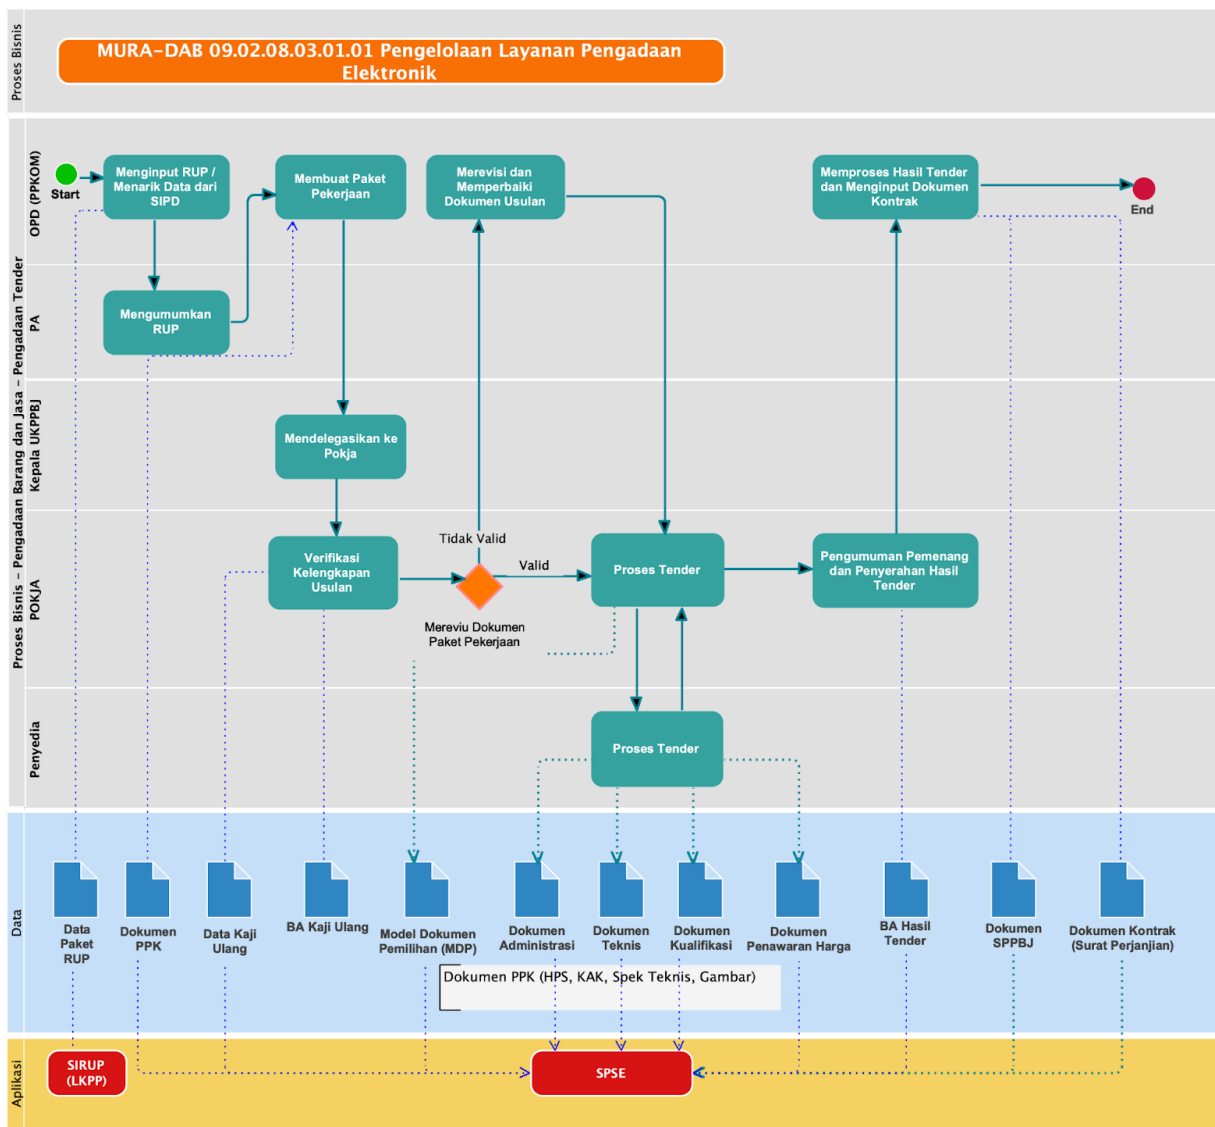 Proses Bisnis
MURA-DAB 09.02.08.03.01.01 Pengelolaan Layanan Pengadaan
Elektronik
Proses Bisnis - Pengadaan Barang dan Jasa - Pengadaan Tender
OPD (PPKOM)
Start
Menginput RUP /
Menarik Data dari
SIPD
Membuat Paket
Pekerjaan
Merevisi dan
Memperbaiki
Dokumen Usulan
Memproses Hasil Tender
dan Menginput Dokumen
Kontrak
End
PA
Mengumumkan
RUP
Kepala UKPPBJ
Mendelegasikan ke
Pokja
POKJA
Verifikasi
Kelengkapan
Usulan
Tidak Valid
Valid
Mereviu Dokumen
Paket Pekerjaan
Proses Tender
Pengumuman Pemenang
dan Penyerahan Hasil
Tender
Penyedia
Proses Tender
Data
Data
Paket
RUP
Dokumen
PPK
Data Kaji
Ulang
BA Kaji Ulang
Model Dokumen
Pemilihan (MDP)
Dokumen
Administrasi
Dokumen
Teknis
Dokumen
Kualifikasi
Dokumen
Penawaran Harga
BA Hasil
Tender
Dokumen
SPPBJ
Dokumen Kontrak
(Surat Perjanjian)
Dokumen PPK (HPS, KAK, Spek Teknis, Gambar)
Aplikasi
SIRUP
(LKPP)
SPSE